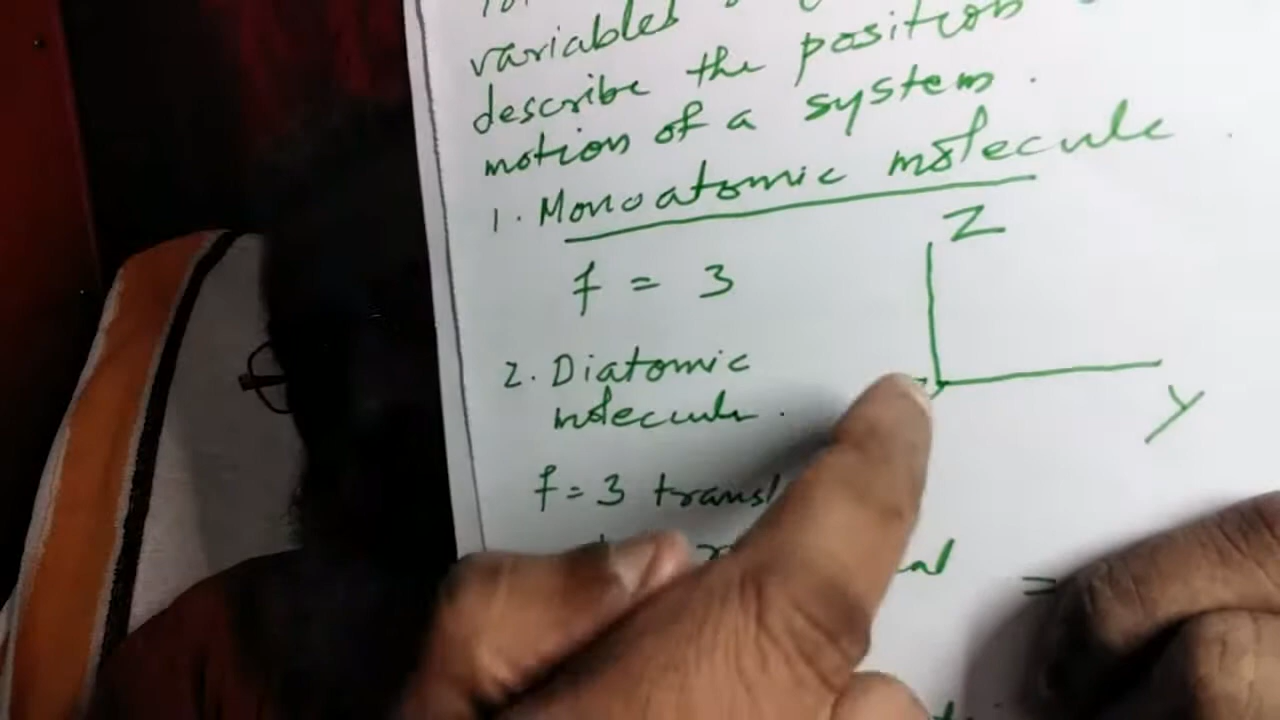 variables
describe the position
motion of a system.
1. Monoatomic molecule.
Z
f = 3
2. Diatomic
molecule.
Y
f = 3
=